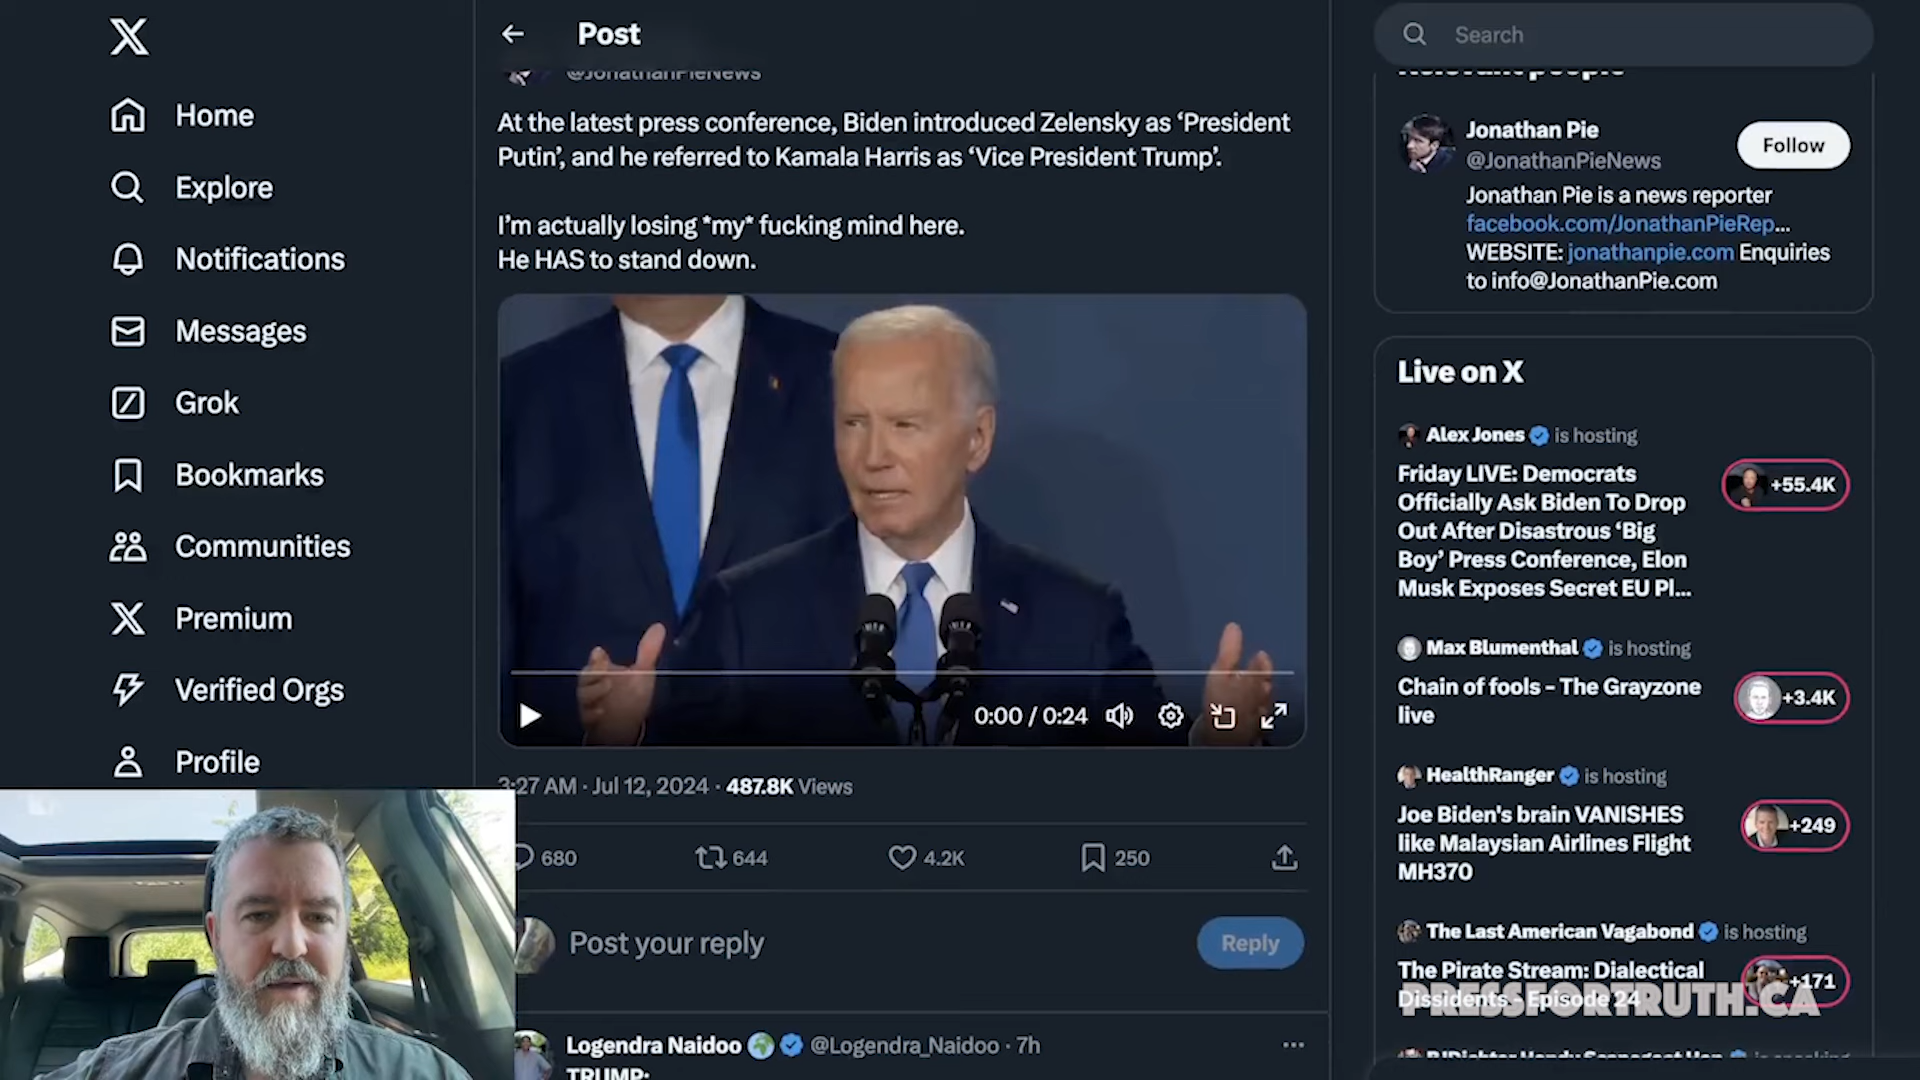 Home
Explore
Notifications
Messages
Grok
Bookmarks
Communities
Premium
Verified Orgs
Profile
Post
@JonathanPieNews
At the latest press conference, Biden introduced Zelensky as ‘President
Putin’, and he referred to Kamala Harris as ‘Vice President Trump’.
I’m actually losing *my* fucking mind here.
He HAS to stand down.
0:00 / 0:24
3:27 AM · Jul 12, 2024 · 487.8K Views
680
644
4.2K
250
Post your reply
Reply
Logendra Naidoo @Logendra_Naidoo · 7h
TRUMP:
Search
Relevant people
Jonathan Pie
@JonathanPieNews
Follow
Jonathan Pie is a news reporter
facebook.com/JonathanPieRep...
WEBSITE: jonathanpie.com Enquiries
to info@JonathanPie.com
Live on X
Alex Jones is hosting
Friday LIVE: Democrats
Officially Ask Biden To Drop
Out After Disastrous ‘Big
Boy’ Press Conference, Elon
Musk Exposes Secret EU Pl...
+55.4K
Max Blumenthal is hosting
Chain of fools - The Grayzone
live
+3.4K
HealthRanger is hosting
Joe Biden's brain VANISHES
like Malaysian Airlines Flight
MH370
+249
The Last American Vagabond is hosting
The Pirate Stream: Dialectical
Dissidents - Episode 24
+171
PRESSFORTRUTH.CA